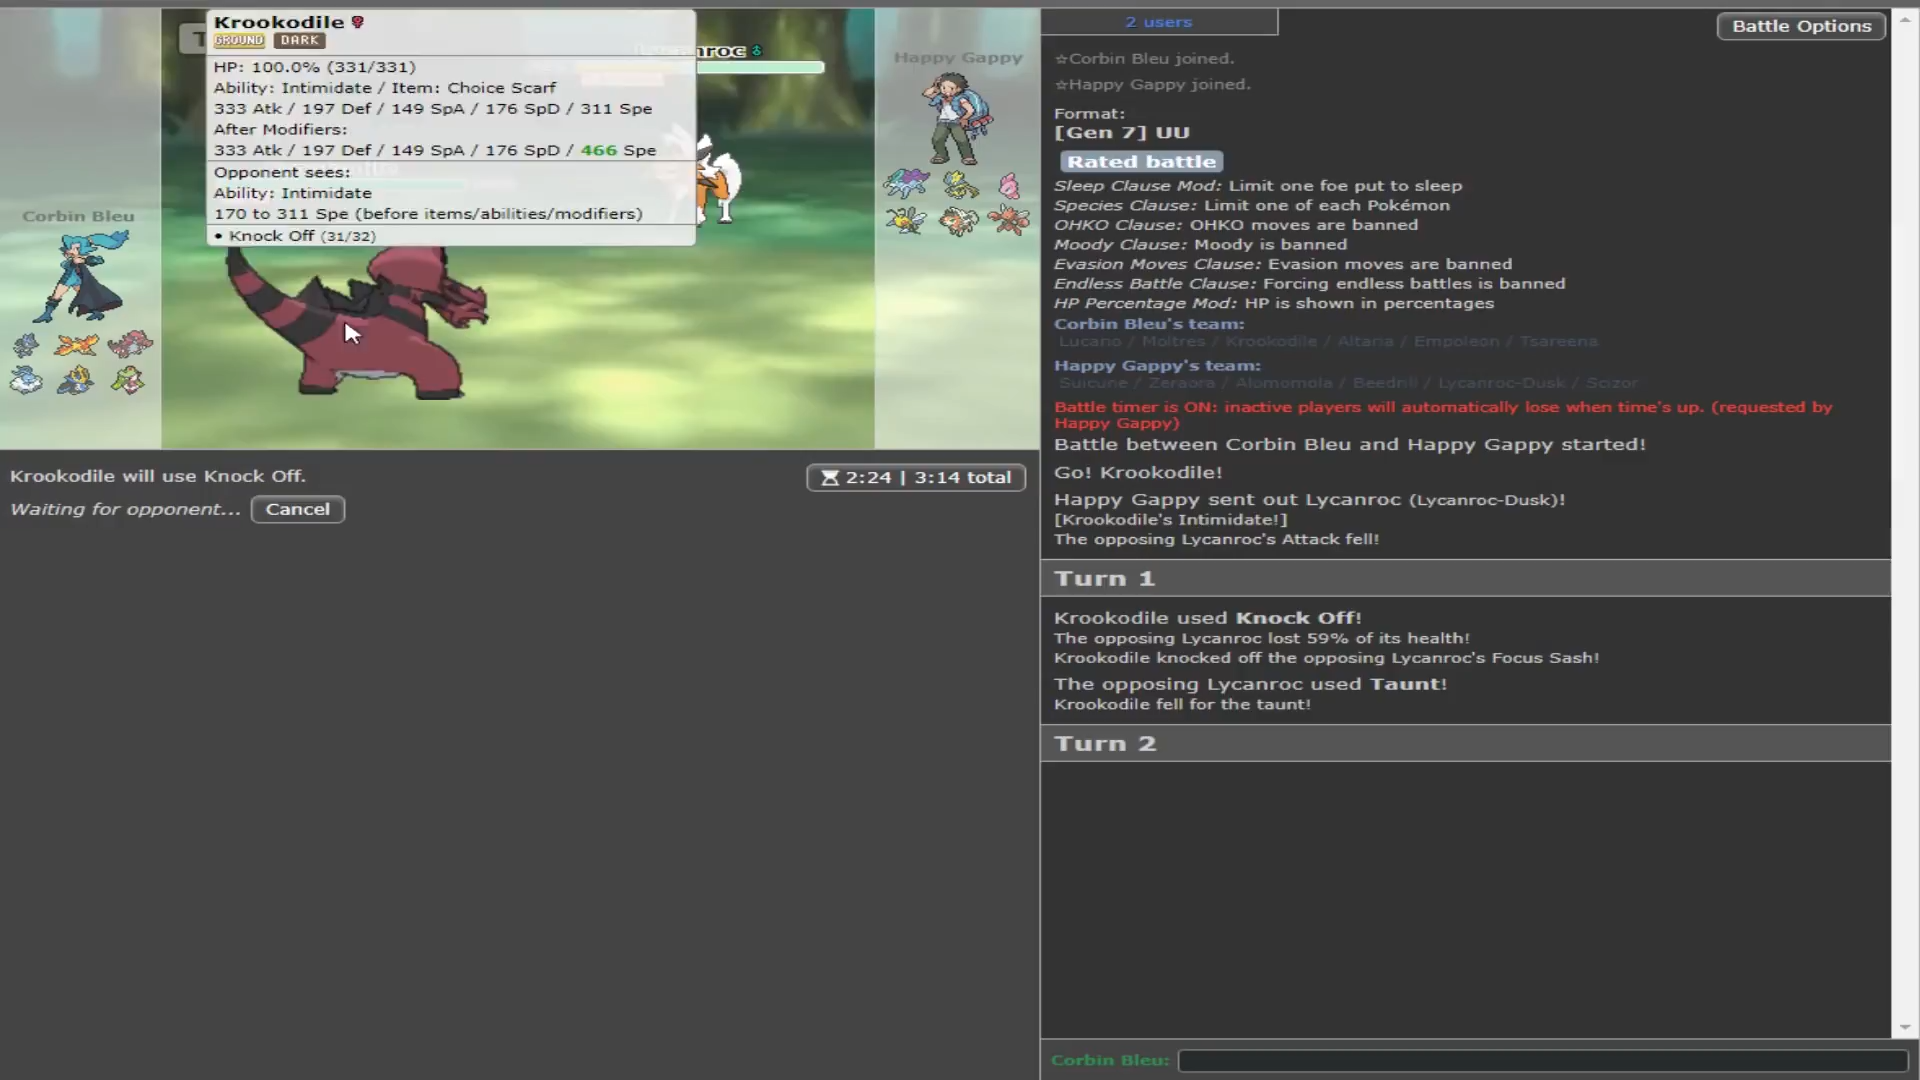 Krookodile ♀
GROUND DARK
HP: 100.0% (331/331)
Ability: Intimidate / Item: Choice Scarf
333 Atk / 197 Def / 149 SpA / 176 SpD / 311 Spe
After Modifiers:
333 Atk / 197 Def / 149 SpA / 176 SpD / 466 Spe
Opponent sees:
Ability: Intimidate
170 to 311 Spe (before items/abilities/modifiers)
• Knock Off (31/32)
Happy Gappy
Corbin Bleu
Krookodile will use Knock Off.
2:24 | 3:14 total
Waiting for opponent... Cancel
2 users
Battle Options
☆Corbin Bleu joined.
☆Happy Gappy joined.
Format:
[Gen 7] UU
Rated battle
Sleep Clause Mod: Limit one foe put to sleep
Species Clause: Limit one of each Pokémon
OHKO Clause: OHKO moves are banned
Moody Clause: Moody is banned
Evasion Moves Clause: Evasion moves are banned
Endless Battle Clause: Forcing endless battles is banned
HP Percentage Mod: HP is shown in percentages
Corbin Bleu's team:
Lucario / Moltres / Krookodile / Altaria / Empoleon / Tsareena
Happy Gappy's team:
Suicune / Zeraora / Alomomola / Beedrill / Lycanroc-Dusk / Scizor
Battle timer is ON: inactive players will automatically lose when time's up. (requested by
Happy Gappy)
Battle between Corbin Bleu and Happy Gappy started!
Go! Krookodile!
Happy Gappy sent out Lycanroc (Lycanroc-Dusk)!
[Krookodile's Intimidate!]
The opposing Lycanroc's Attack fell!
Turn 1
Krookodile used Knock Off!
The opposing Lycanroc lost 59% of its health!
Krookodile knocked off the opposing Lycanroc's Focus Sash!
The opposing Lycanroc used Taunt!
Krookodile fell for the taunt!
Turn 2
Corbin Bleu: